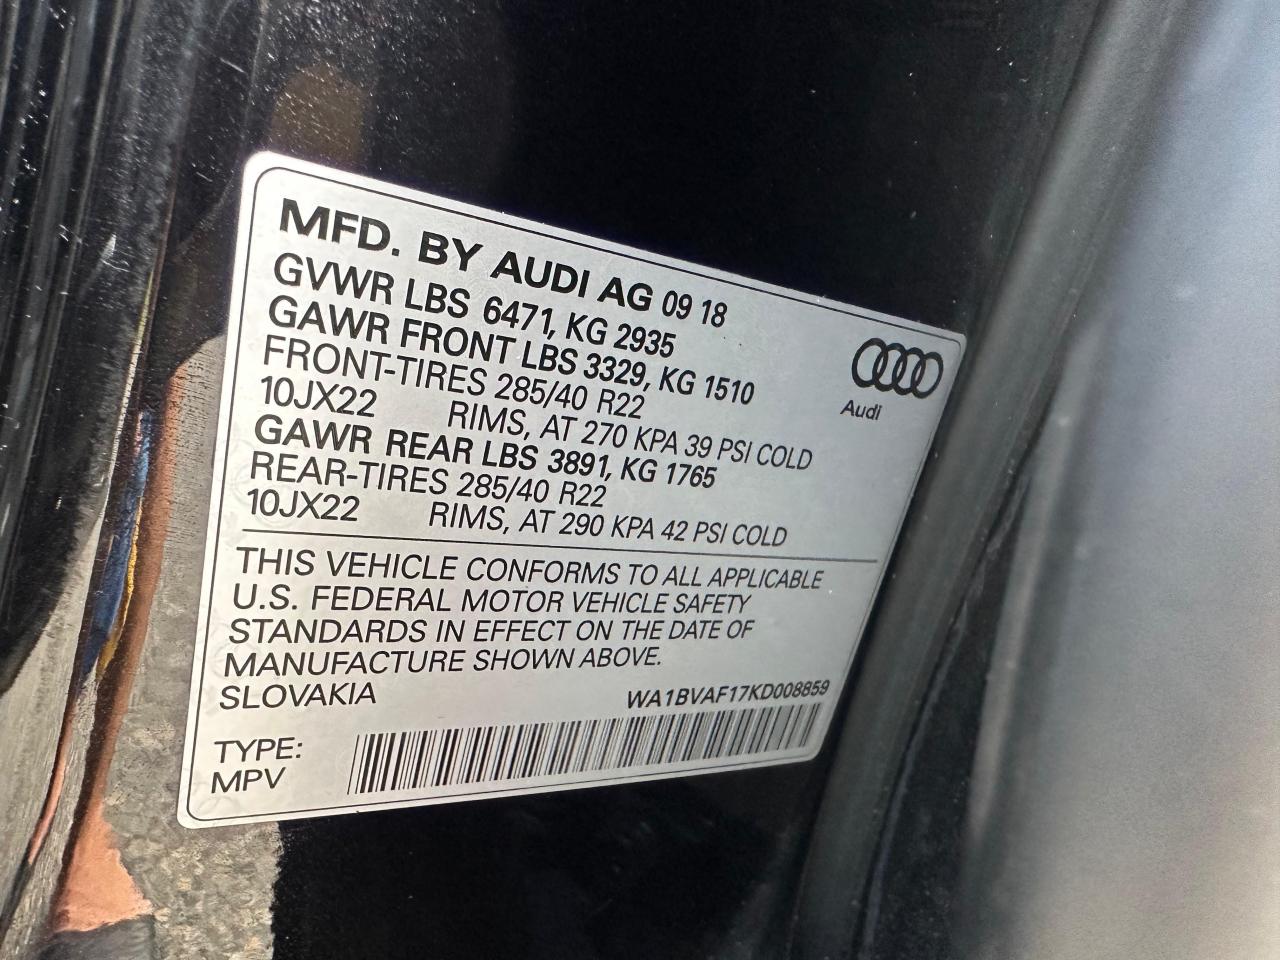 MFD. BY AUDI AG 09 18
GVWR LBS 6471, KG 2935
GAWR FRONT LBS 3329, KG 1510
FRONT-TIRES 285/40 R22
10JX22 RIMS, AT 270 KPA 39 PSI COLD
GAWR REAR LBS 3891, KG 1765
REAR-TIRES 285/40 R22
10JX22 RIMS, AT 290 KPA 42 PSI COLD
Audi
THIS VEHICLE CONFORMS TO ALL APPLICABLE
U.S. FEDERAL MOTOR VEHICLE SAFETY
STANDARDS IN EFFECT ON THE DATE OF
MANUFACTURE SHOWN ABOVE.
SLOVAKIA WA1BVAF17KD008859
TYPE:
MPV